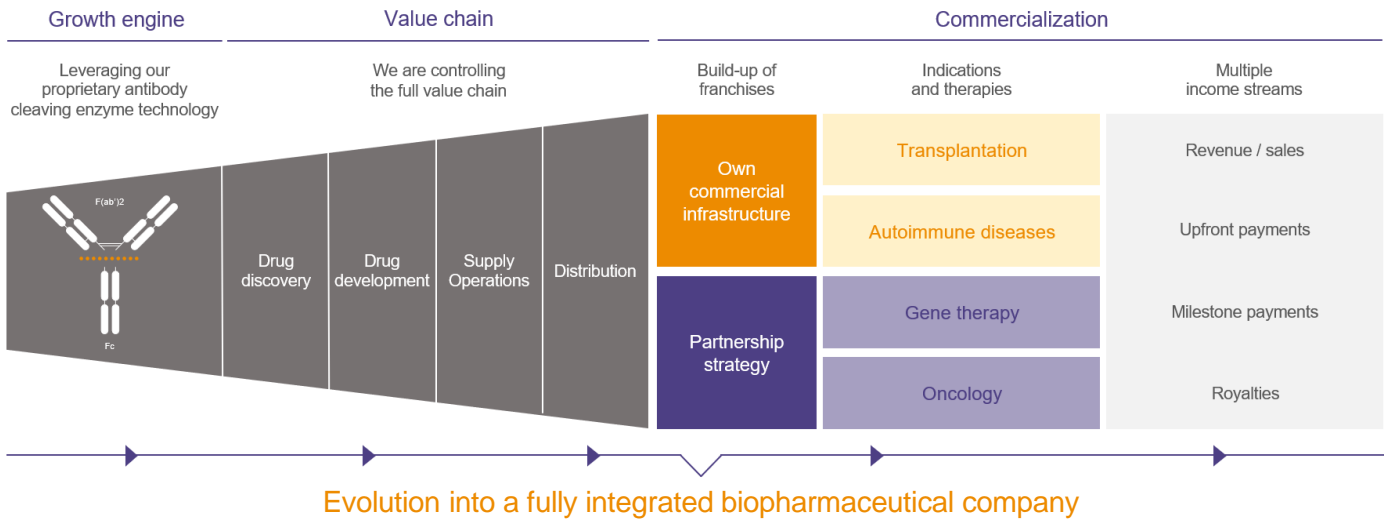 Growth engine
Value chain
Commercialization
Leveraging our
proprietary antibody
cleaving enzyme technology
We are controlling
the full value chain
Build-up of
franchises
Indications
and therapies
Multiple
income streams
F(ab')2
Fc
Drug
discovery
Drug
development
Supply
Operations
Distribution
Own
commercial
infrastructure
Partnership
strategy
Transplantation
Autoimmune diseases
Gene therapy
Oncology
Revenue / sales
Upfront payments
Milestone payments
Royalties
Evolution into a fully integrated biopharmaceutical company